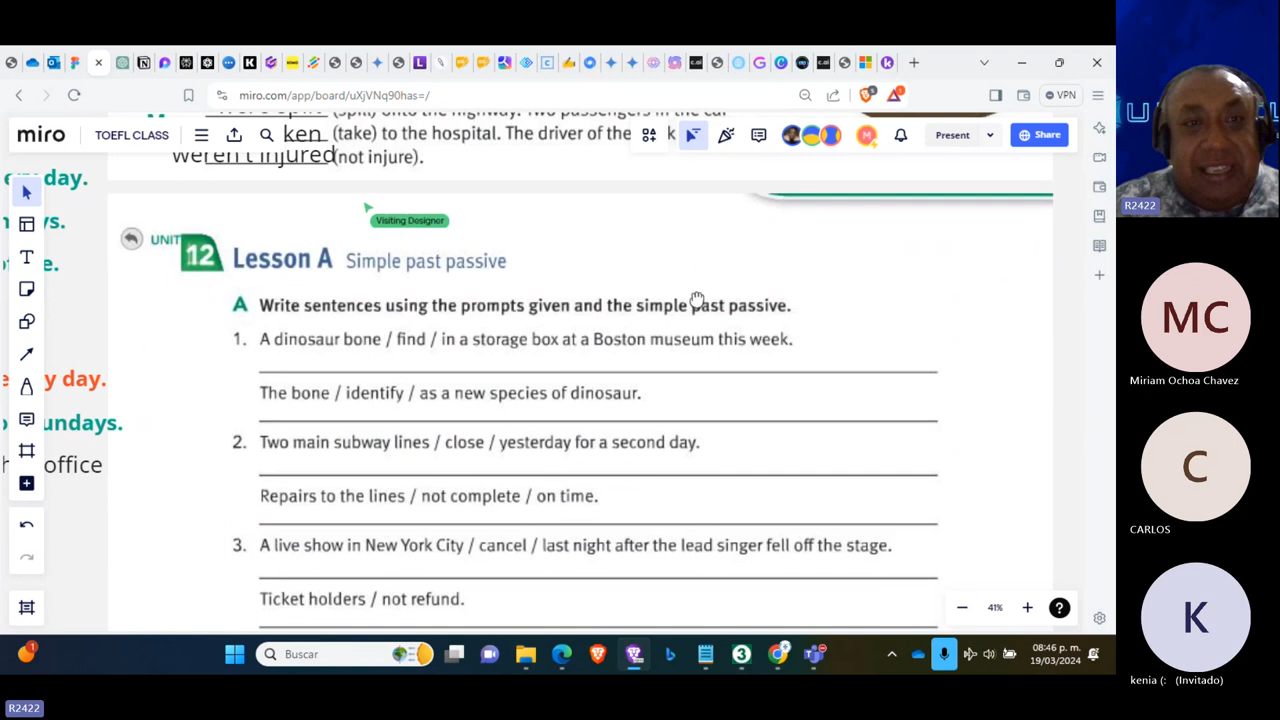 miro.com/app/board/uXjVNq90has=/
VPN
miro
TOEFL CLASS
Present
Share
(take) to the hospital. The driver of the
weren't injured (not injure).
ken
y day.
Visiting Designer
UNIT 12 Lesson A Simple past passive
A Write sentences using the prompts given and the simple past passive.
1. A dinosaur bone / find / in a storage box at a Boston museum this week.
The bone / identify / as a new species of dinosaur.
2. Two main subway lines / close / yesterday for a second day.
Repairs to the lines / not complete / on time.
3. A live show in New York City / cancel / last night after the lead singer fell off the stage.
Ticket holders / not refund.
y day.
undays.
office
41%
Buscar
08:46 p. m.
19/03/2024
R2422
MC
Miriam Ochoa Chavez
C
CARLOS
K
kenia (: (Invitado)
R2422